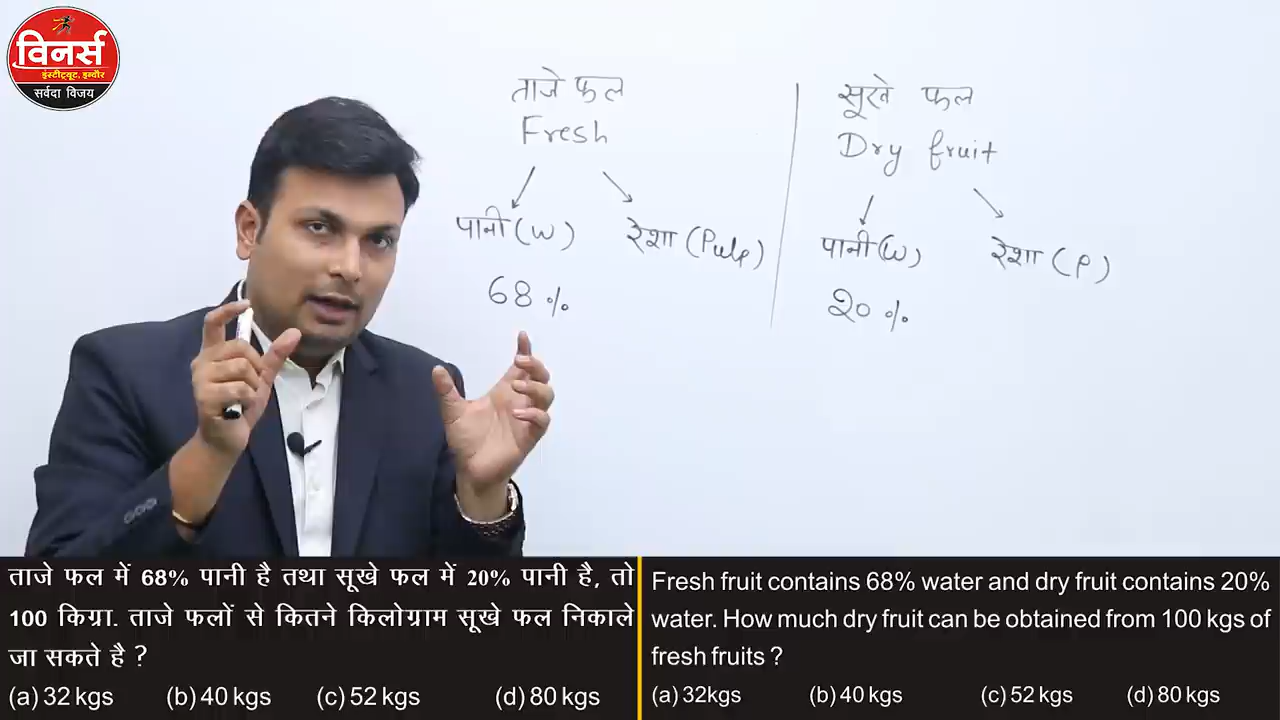 विनर्स
इंस्टीट्यूट, इन्दौर
सर्वदा विजय
ताजे फल
Fresh
पानी (W) रेशा (Pulp)
68 %
सूखे फल
Dry fruit
पानी (W) रेशा (P)
20 %
ताजे फल में 68% पानी है तथा सूखे फल में 20% पानी है, तो
100 किग्रा. ताजे फलों से कितने किलोग्राम सूखे फल निकाले
जा सकते है ?
(a) 32 kgs (b) 40 kgs (c) 52 kgs (d) 80 kgs
Fresh fruit contains 68% water and dry fruit contains 20%
water. How much dry fruit can be obtained from 100 kgs of
fresh fruits ?
(a) 32kgs (b) 40 kgs (c) 52 kgs (d) 80 kgs